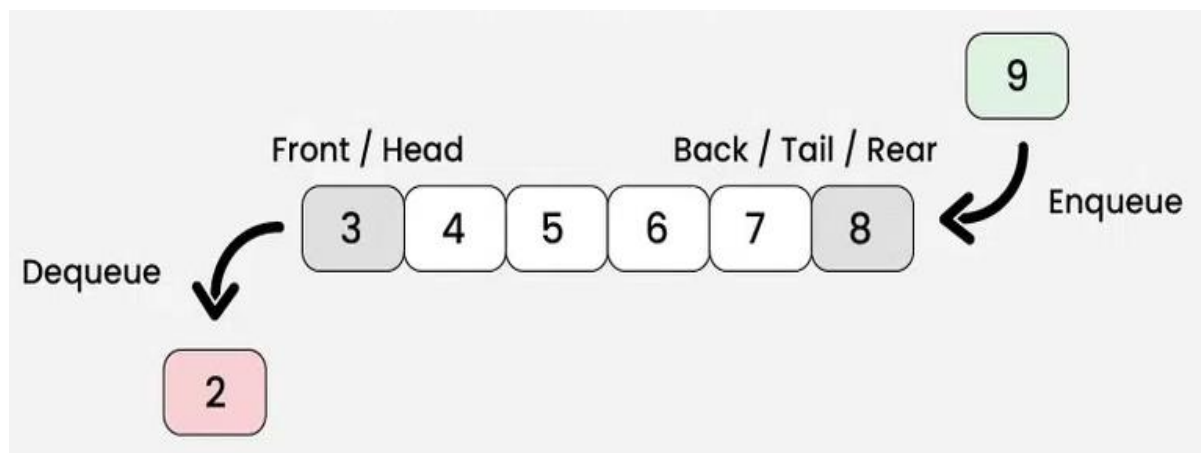 9
Front / Head
Back / Tail / Rear
Enqueue
3 4 5 6 7 8
Dequeue
2